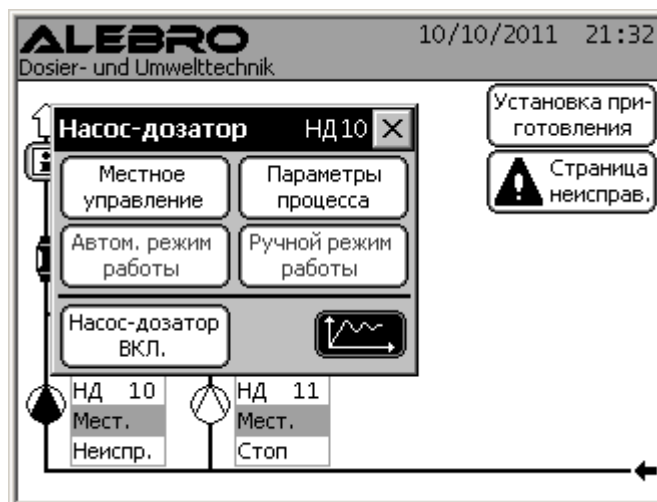 ALEBRO
10/10/2011 21:32
Dosier- und Umwelttechnik
Установка при-
готовления
Страница
неисправ.
Насос-дозатор НД10
Местное
управление
Параметры
процесса
Автом. режим
работы
Ручной режим
работы
Насос-дозатор
ВКЛ.
НД 10
Мест.
Неиспр.
НД 11
Мест.
Стоп